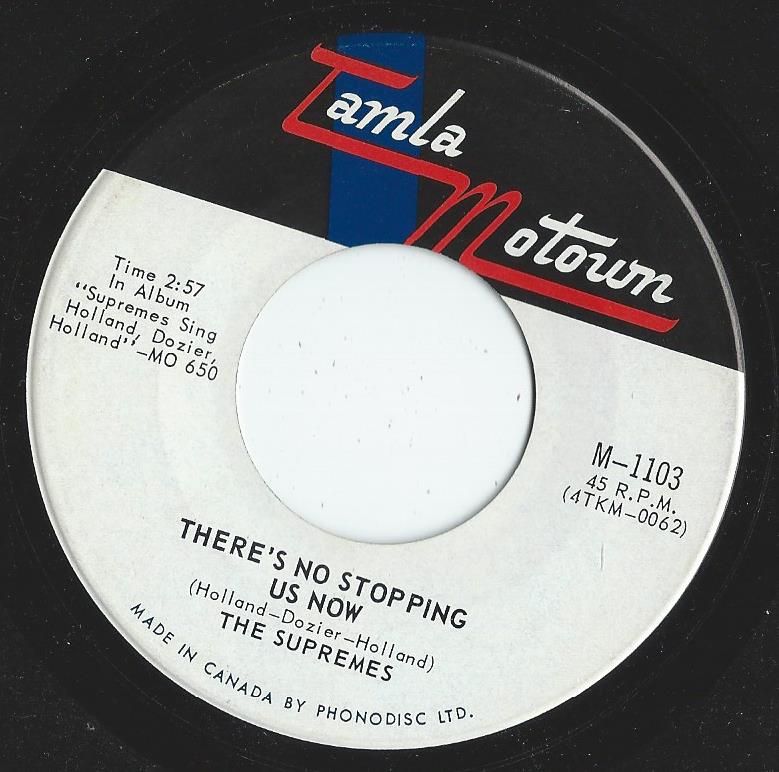 Tamla
Motown
Time 2:57
In Album
"Supremes Sing
Holland, Dozier,
Holland"—MO 650
M—1103
45 R.P.M.
(4TKM—0062)
THERE'S NO STOPPING
US NOW
(Holland—Dozier—Holland)
THE SUPREMES
MADE IN CANADA BY PHONODISC LTD.